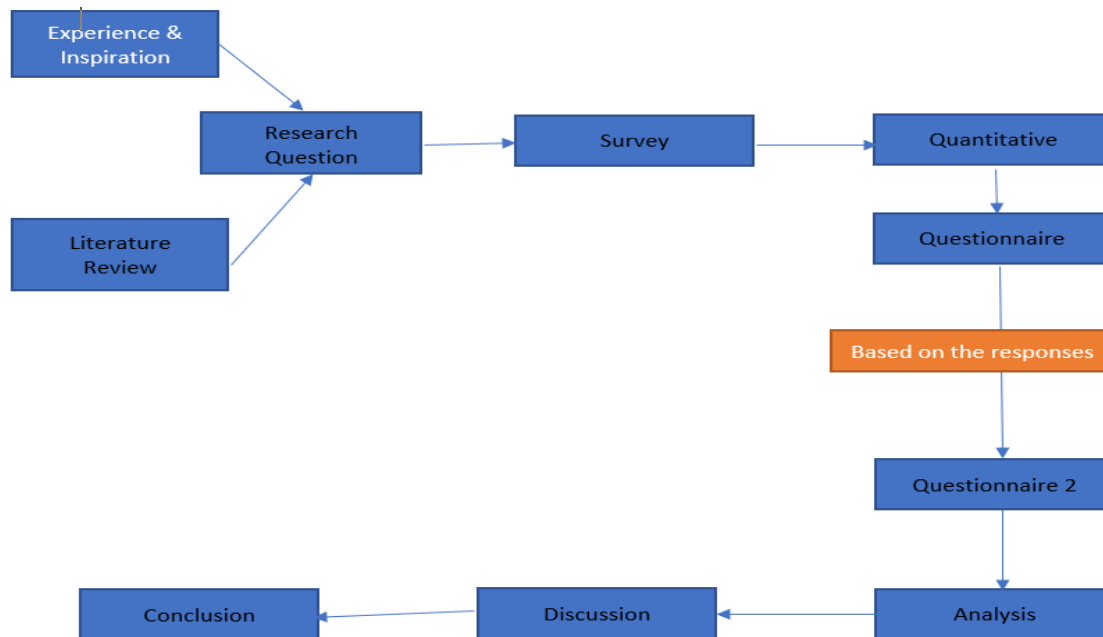 Experience &
Inspiration
Research
Question
Survey
Quantitative
Literature
Review
Questionnaire
Based on the responses
Questionnaire 2
Conclusion
Discussion
Analysis